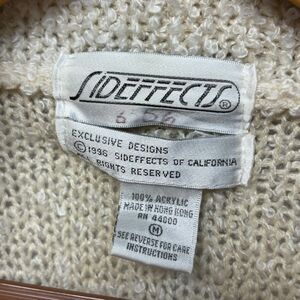 SIDEFFECTS®
EXCLUSIVE DESIGNS
© 1996 SIDEFFECTS OF CALIFORNIA
RIGHTS RESERVED
100% ACRYLIC
MADE IN HONG KONG
RN 44000
M
SEE REVERSE FOR CARE
INSTRUCTIONS